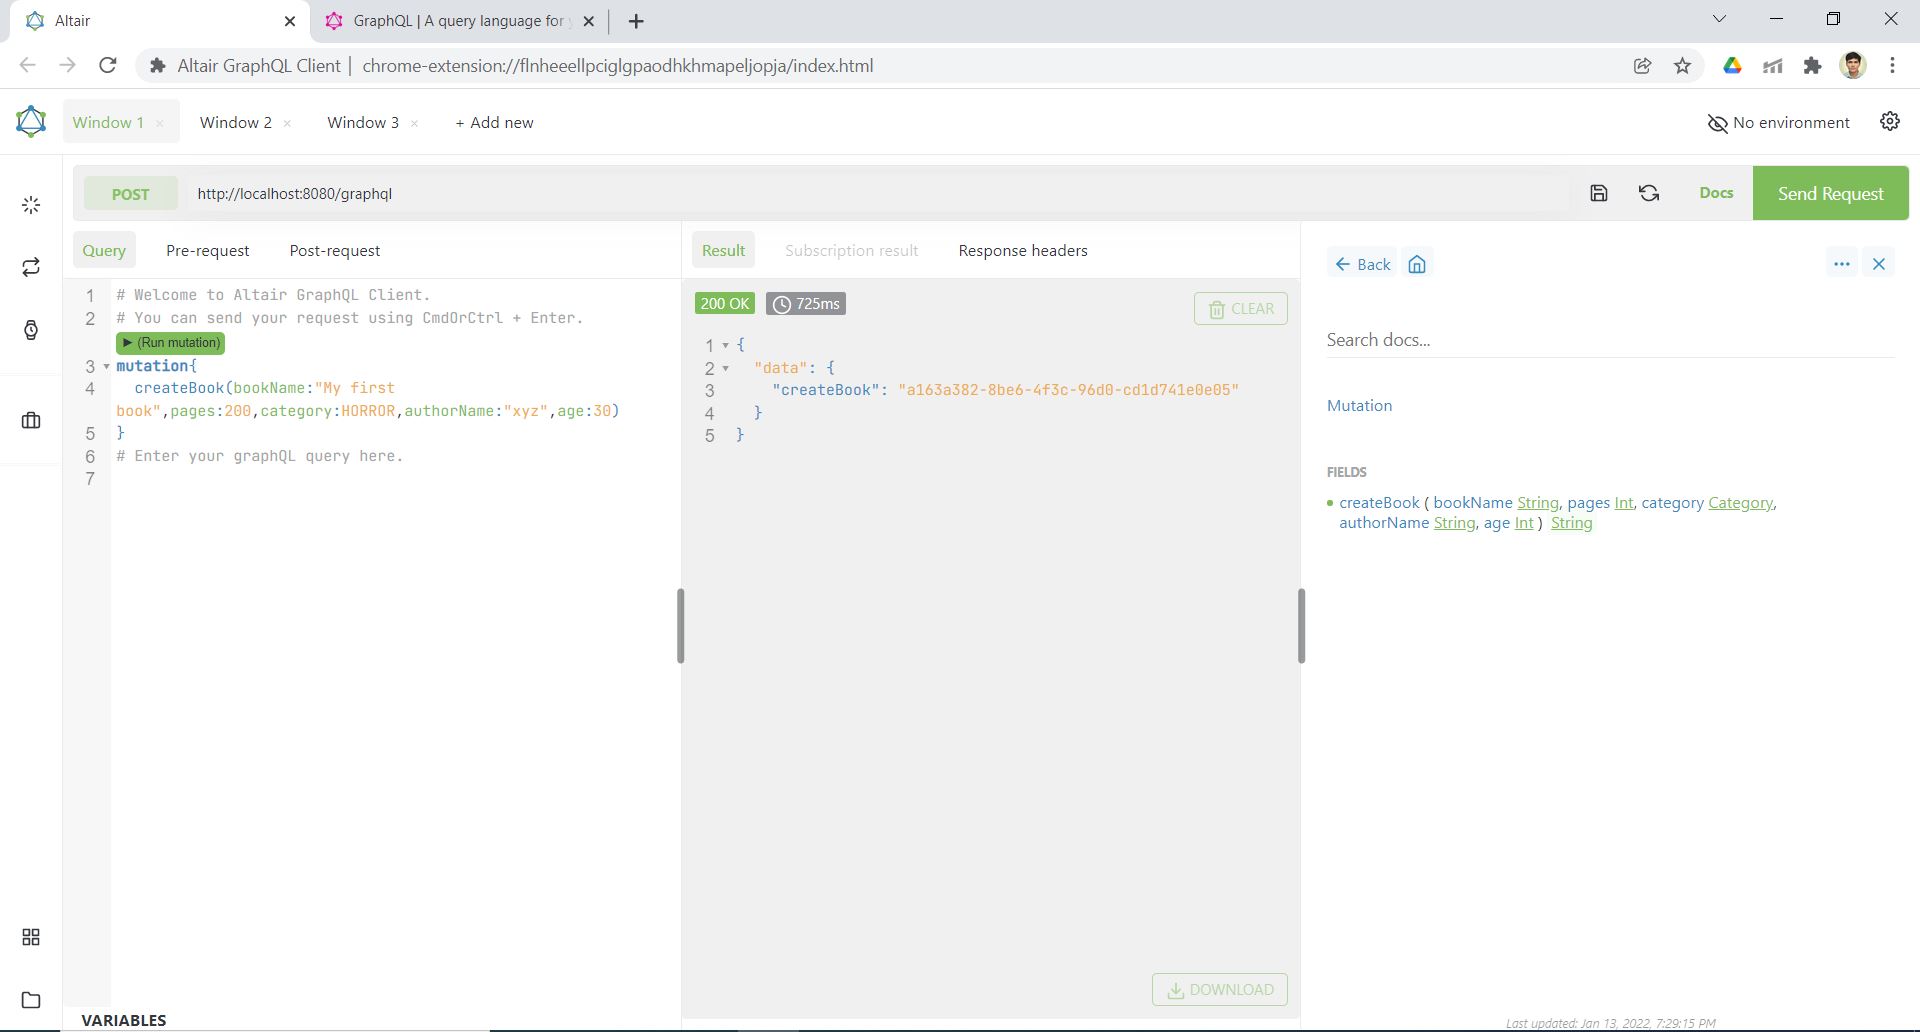 Altair
GraphQL | A query language for
Altair GraphQL Client | chrome-extension://flnheeellpciglgpaodhkhmapeljopja/index.html
Window 1
Window 2
Window 3
+ Add new
No environment
POST
http://localhost:8080/graphql
Docs
Send Request
Query
Pre-request
Post-request
1 # Welcome to Altair GraphQL Client.
2 # You can send your request using CmdOrCtrl + Enter.
(Run mutation)
3 mutation{
4 createBook(bookName:"My first
book",pages:200,category:HORROR,authorName:"xyz",age:30)
5 }
6 # Enter your graphQL query here.
7
VARIABLES
Result
Subscription result
Response headers
200 OK
725ms
CLEAR
1 {
2 "data": {
3 "createBook": "a163a382-8be6-4f3c-96d0-cd1d741e0e05"
4 }
5 }
DOWNLOAD
Back
Search docs...
Mutation
FIELDS
createBook ( bookName String, pages Int, category Category,
authorName String, age Int ) String
Last updated: Jan 13, 2022, 7:29:15 PM